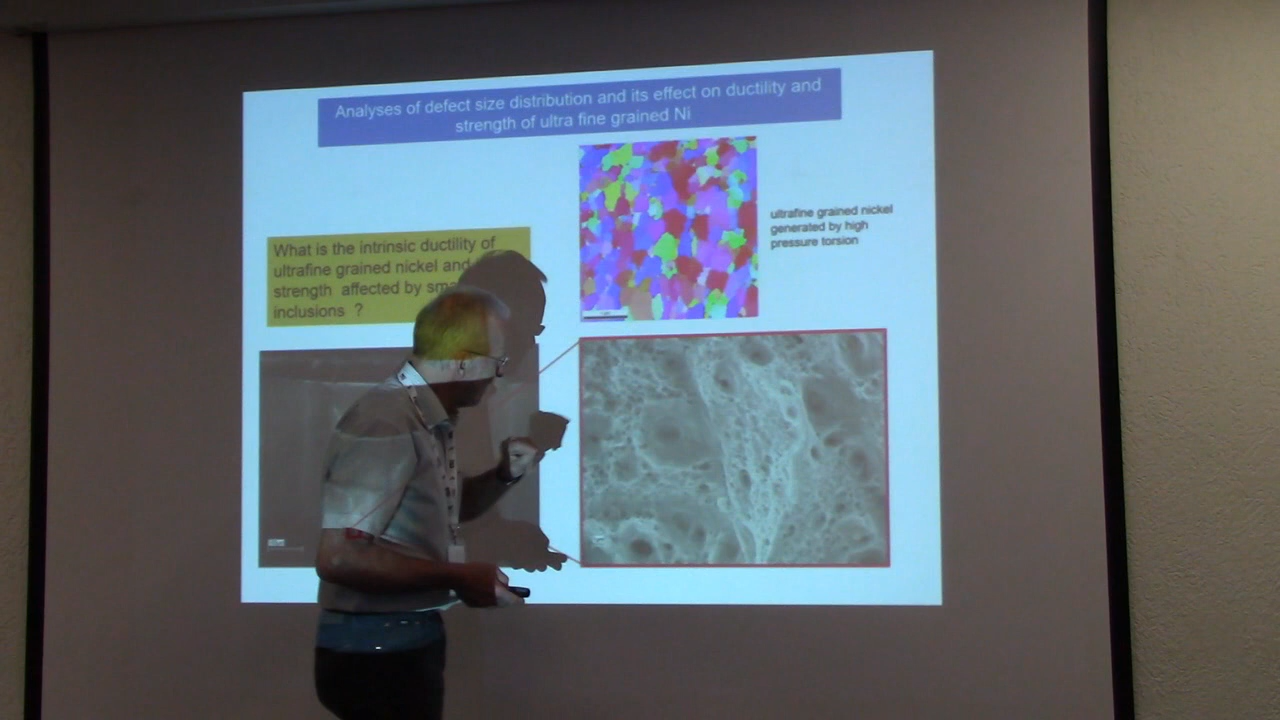 Analyses of defect size distribution and its effect on ductility and
strength of ultra fine grained Ni
What is the intrinsic ductility of
ultrafine grained nickel and
strength affected by
inclusions ?
ultrafine grained nickel
generated by high
pressure torsion